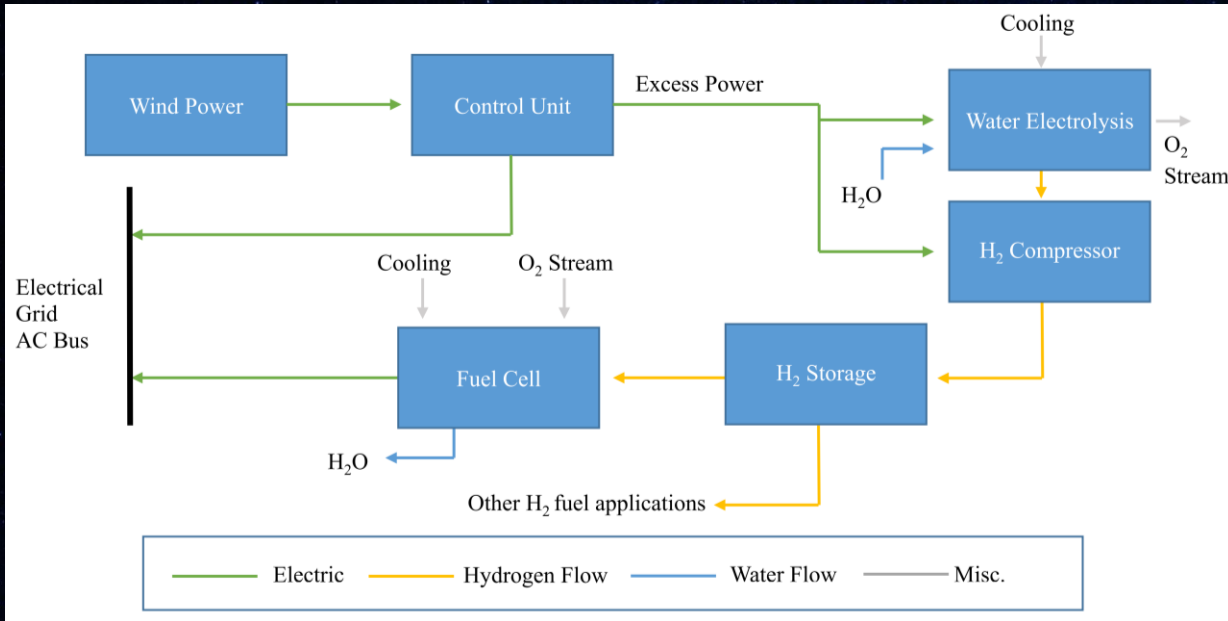 Cooling
Wind Power
Control Unit
Excess Power
Water Electrolysis
O₂
Stream
H₂O
H₂ Compressor
Cooling
O₂ Stream
Electrical
Grid
AC Bus
Fuel Cell
H₂ Storage
H₂O
Other H₂ fuel applications
Electric
Hydrogen Flow
Water Flow
Misc.